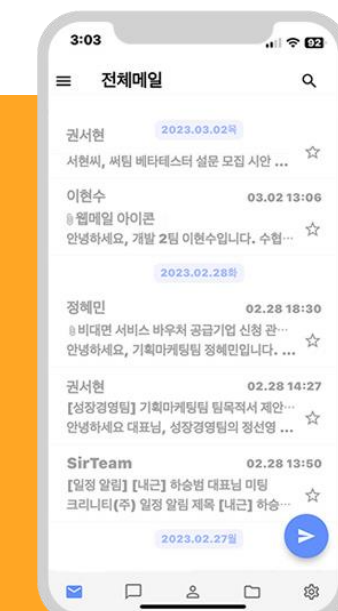 3:03
92
전체메일
2023.03.02목
권서현
서현씨, 써팀 베타테스터 설문 모집 시안 ...
이현수 03.02 13:06
웹메일 아이콘
안녕하세요, 개발 2팀 이현수입니다. 수협…
2023.02.28화
정혜민 02.28 18:30
비대면 서비스 바우처 공급기업 신청 관…
안녕하세요, 기획마케팅팀 정혜민입니다. ...
권서현 02.28 14:27
[성장경영팀] 기획마케팅팀 팀목적서 제안…
안녕하세요 대표님, 성장경영팀의 정선영 ...
SirTeam 02.28 13:50
[일정 알림] [내근] 하승범 대표님 미팅
크리니티(주) 일정 알림 제목 [내근] 하승…
2023.02.27월